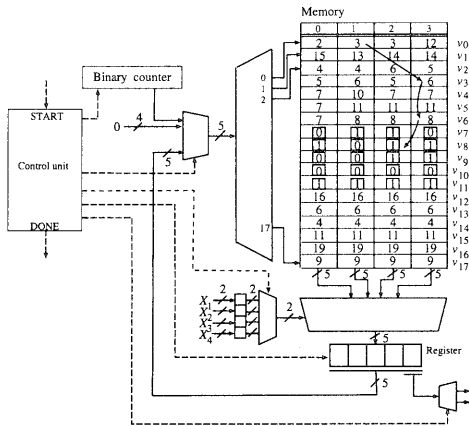 Memory
0 1 2 3
2 3 3 12 v0
15 13 14 14 v1
4 4 6 5 v2
5 6 5 6 v3
7 10 7 7 v4
7 11 11 11 v5
7 8 8 8 v6
0 0 1 1 v7
1 0 0 1 v8
0 0 1 1 v9
0 0 0 0 v10
1 1 1 1 v11
16 16 16 16 v12
6 6 6 6 v13
4 4 4 4 v14
11 11 11 11 v15
19 19 19 19 v16
9 9 9 9 v17
5 5 5 5
Binary counter
START
Control unit
DONE
0 4
5
5
0
1
2
17
X1 2 2
X2
X3
X4
2
5
Register
5